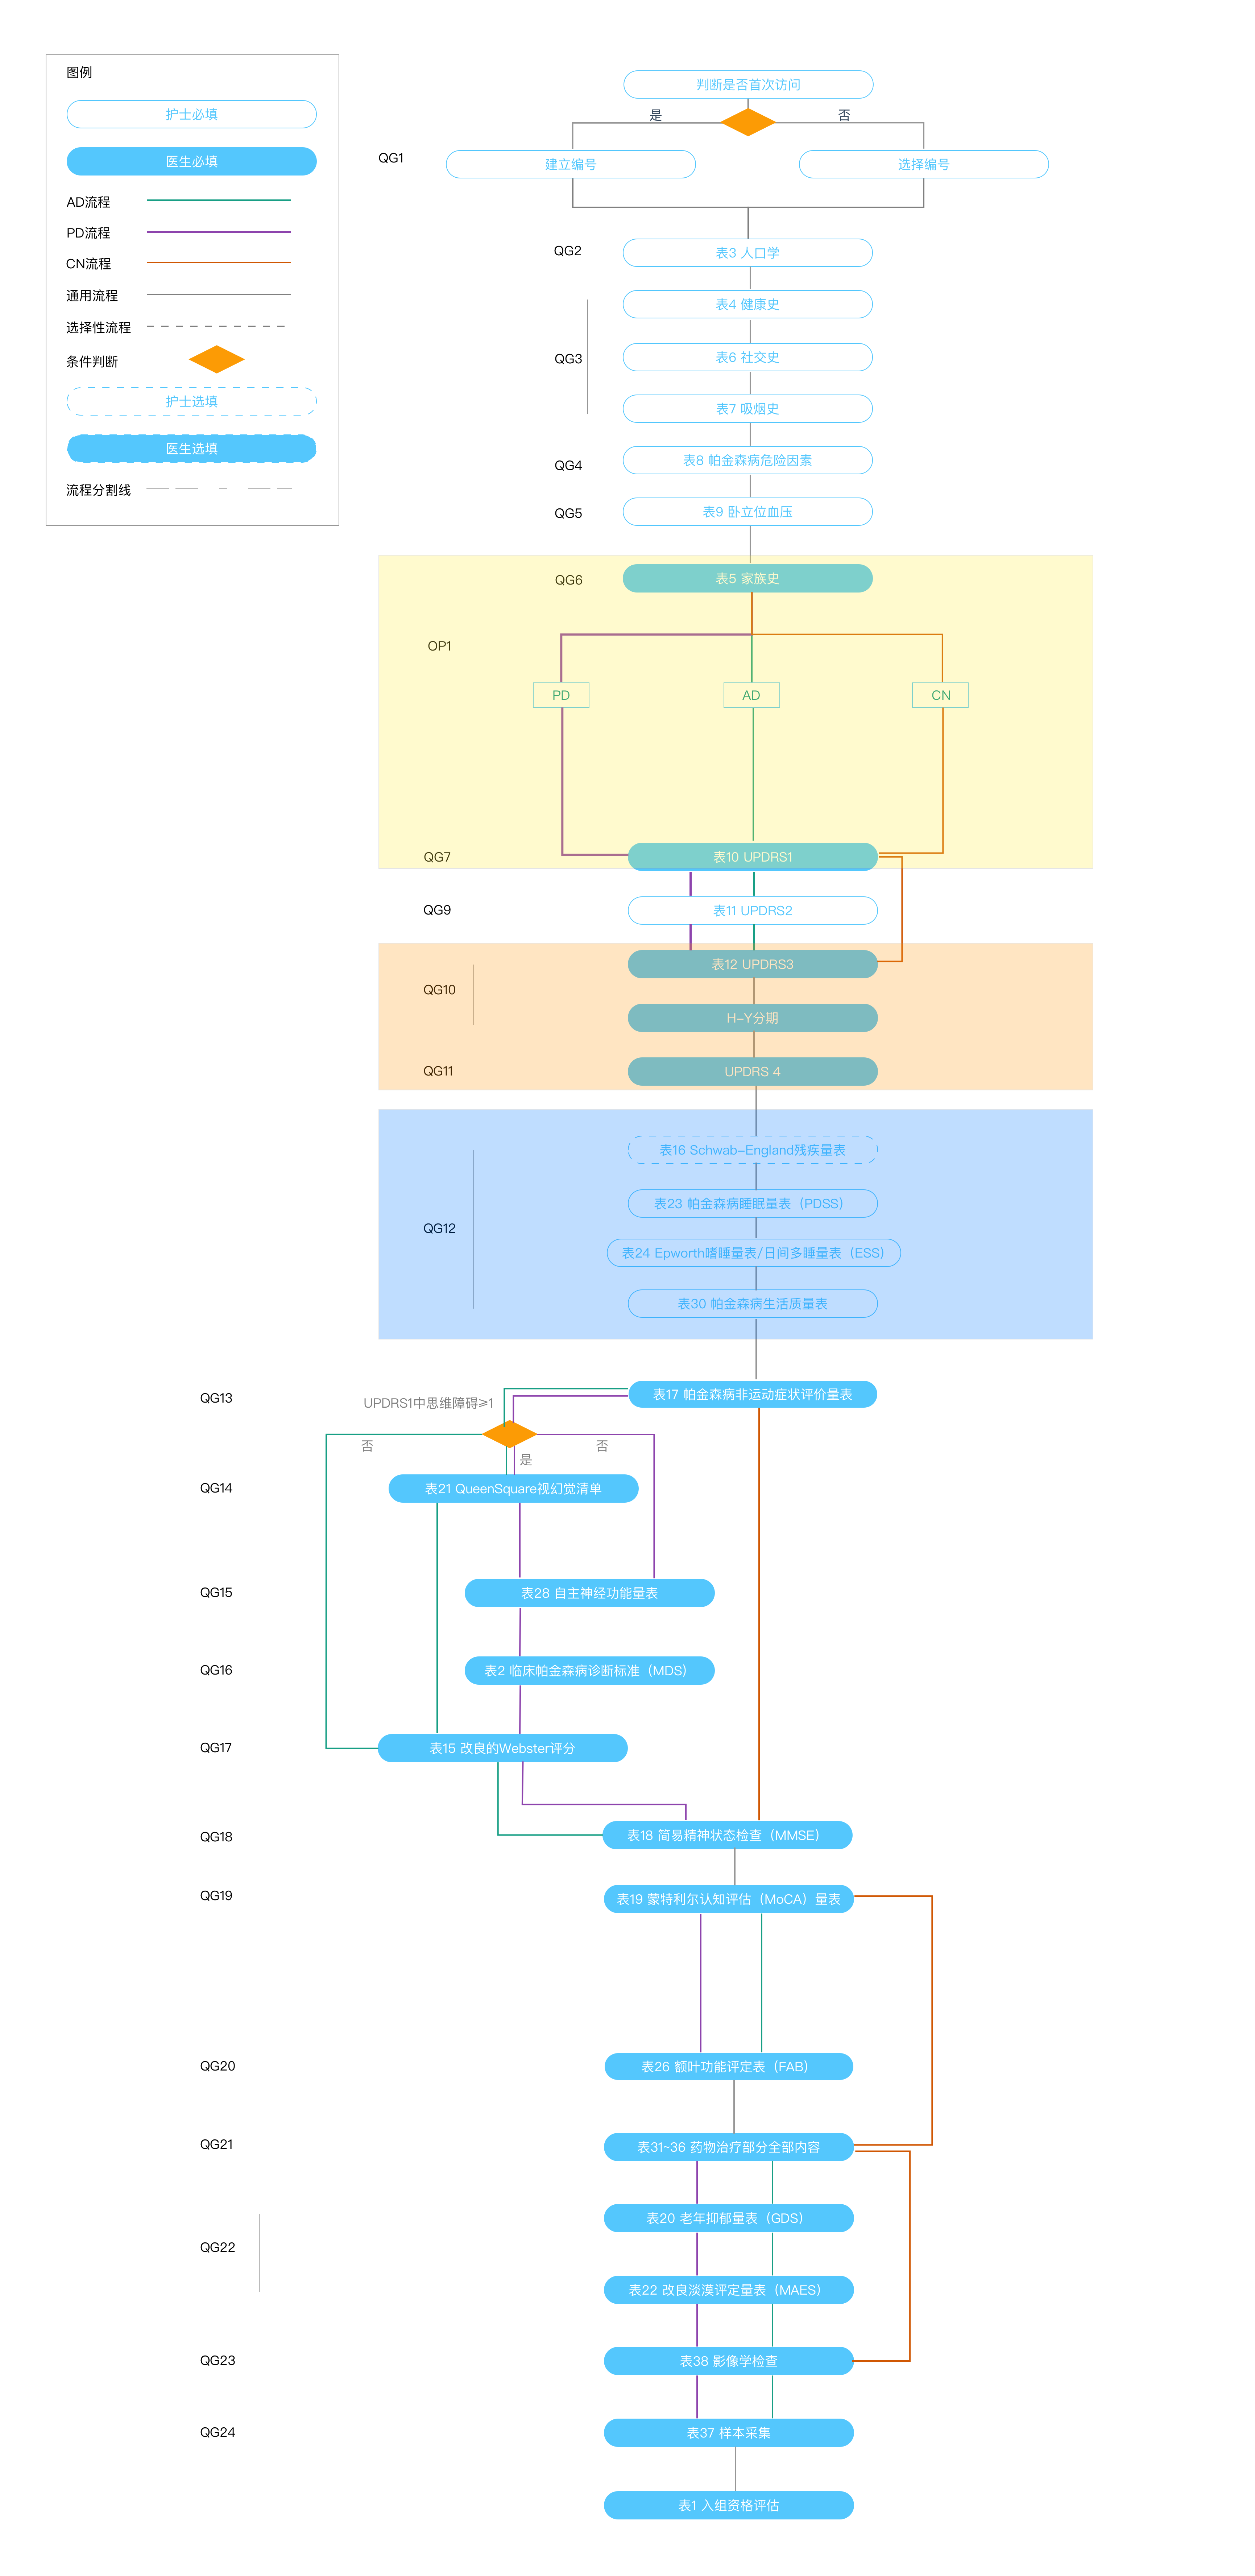 图例
护士必填
医生必填
AD流程
PD流程
CN流程
通用流程
选择性流程
条件判断
护士选填
医生选填
流程分割线
判断是否首次访问
是
否
QG1
建立编号
选择编号
QG2
表3 人口学
表4 健康史
QG3
表6 社交史
表7 吸烟史
QG4
表8 帕金森病危险因素
QG5
表9 卧立位血压
QG6
表5 家族史
OP1
PD
AD
CN
QG7
表10 UPDRS1
QG9
表11 UPDRS2
表12 UPDRS3
QG10
H-Y分期
QG11
UPDRS 4
表16 Schwab-England残疾量表
表23 帕金森病睡眠量表（PDSS）
QG12
表24 Epworth嗜睡量表/日间多睡量表（ESS）
表30 帕金森病生活质量表
QG13
表17 帕金森病非运动症状评价量表
UPDRS1中思维障碍≥1
否
是
否
QG14
表21 QueenSquare视幻觉清单
QG15
表28 自主神经功能量表
QG16
表2 临床帕金森病诊断标准（MDS）
QG17
表15 改良的Webster评分
QG18
表18 简易精神状态检查（MMSE）
QG19
表19 蒙特利尔认知评估（MoCA）量表
QG20
表26 额叶功能评定表（FAB）
QG21
表31~36 药物治疗部分全部内容
表20 老年抑郁量表（GDS）
QG22
表22 改良淡漠评定量表（MAES）
QG23
表38 影像学检查
QG24
表37 样本采集
表1 入组资格评估